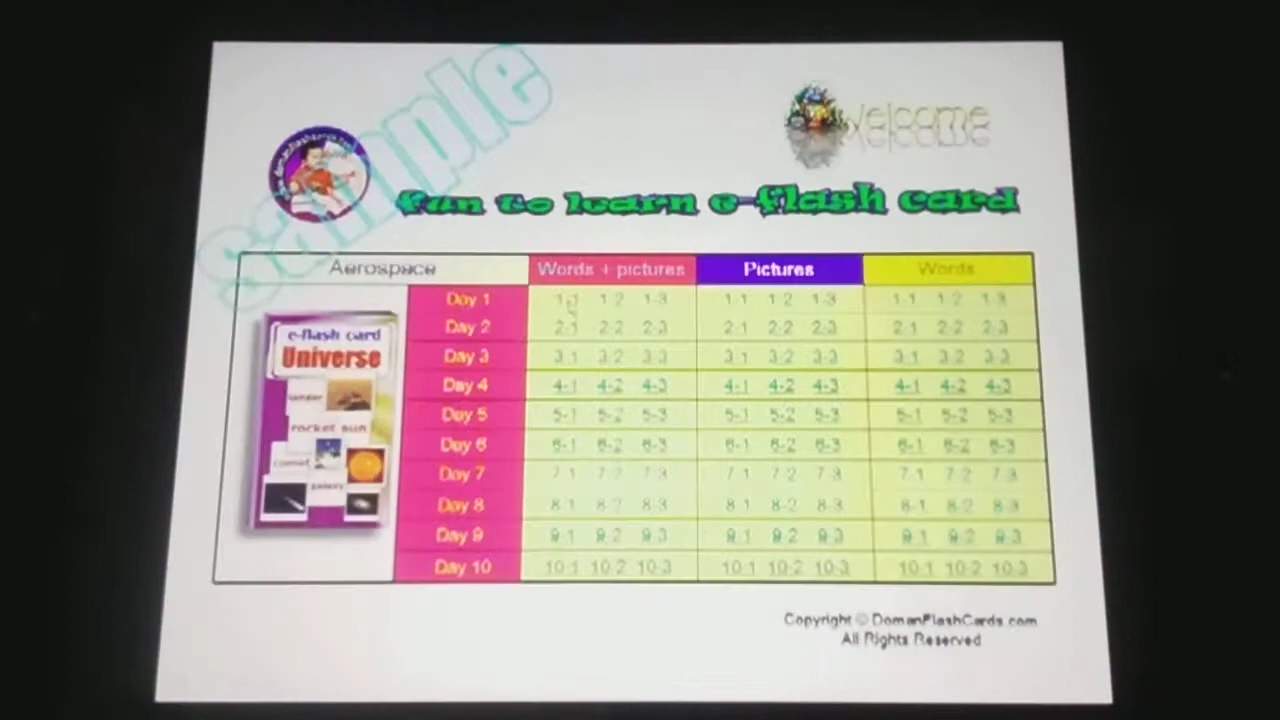 sample
welcome
fun to learn e-flash card
Aerospace Words + pictures Pictures Words
Day 1 1-1 1-2 1-3 1-1 1-2 1-3 1-1 1-2 1-3
Day 2 2-1 2-2 2-3 2-1 2-2 2-3 2-1 2-2 2-3
Day 3 3-1 3-2 3-3 3-1 3-2 3-3 3-1 3-2 3-3
Day 4 4-1 4-2 4-3 4-1 4-2 4-3 4-1 4-2 4-3
Day 5 5-1 5-2 5-3 5-1 5-2 5-3 5-1 5-2 5-3
Day 6 6-1 6-2 6-3 6-1 6-2 6-3 6-1 6-2 6-3
Day 7 7-1 7-2 7-3 7-1 7-2 7-3 7-1 7-2 7-3
Day 8 8-1 8-2 8-3 8-1 8-2 8-3 8-1 8-2 8-3
Day 9 9-1 9-2 9-3 9-1 9-2 9-3 9-1 9-2 9-3
Day 10 10-1 10-2 10-3 10-1 10-2 10-3 10-1 10-2 10-3
e-flash card
Universe
lander
rocket sun
comet
galaxy
Copyright © DomanFlashCards.com
All Rights Reserved